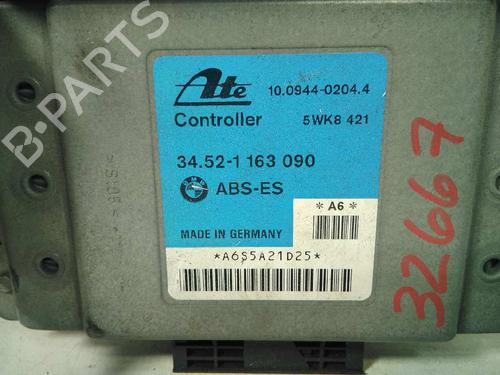 B-PARTS
Ate
10.0944-0204.4
Controller
5WK8 421
34.52-1 163 090
BMW
ABS-ES
*A6*
MADE IN GERMANY
*A6S5A21D25*
32667